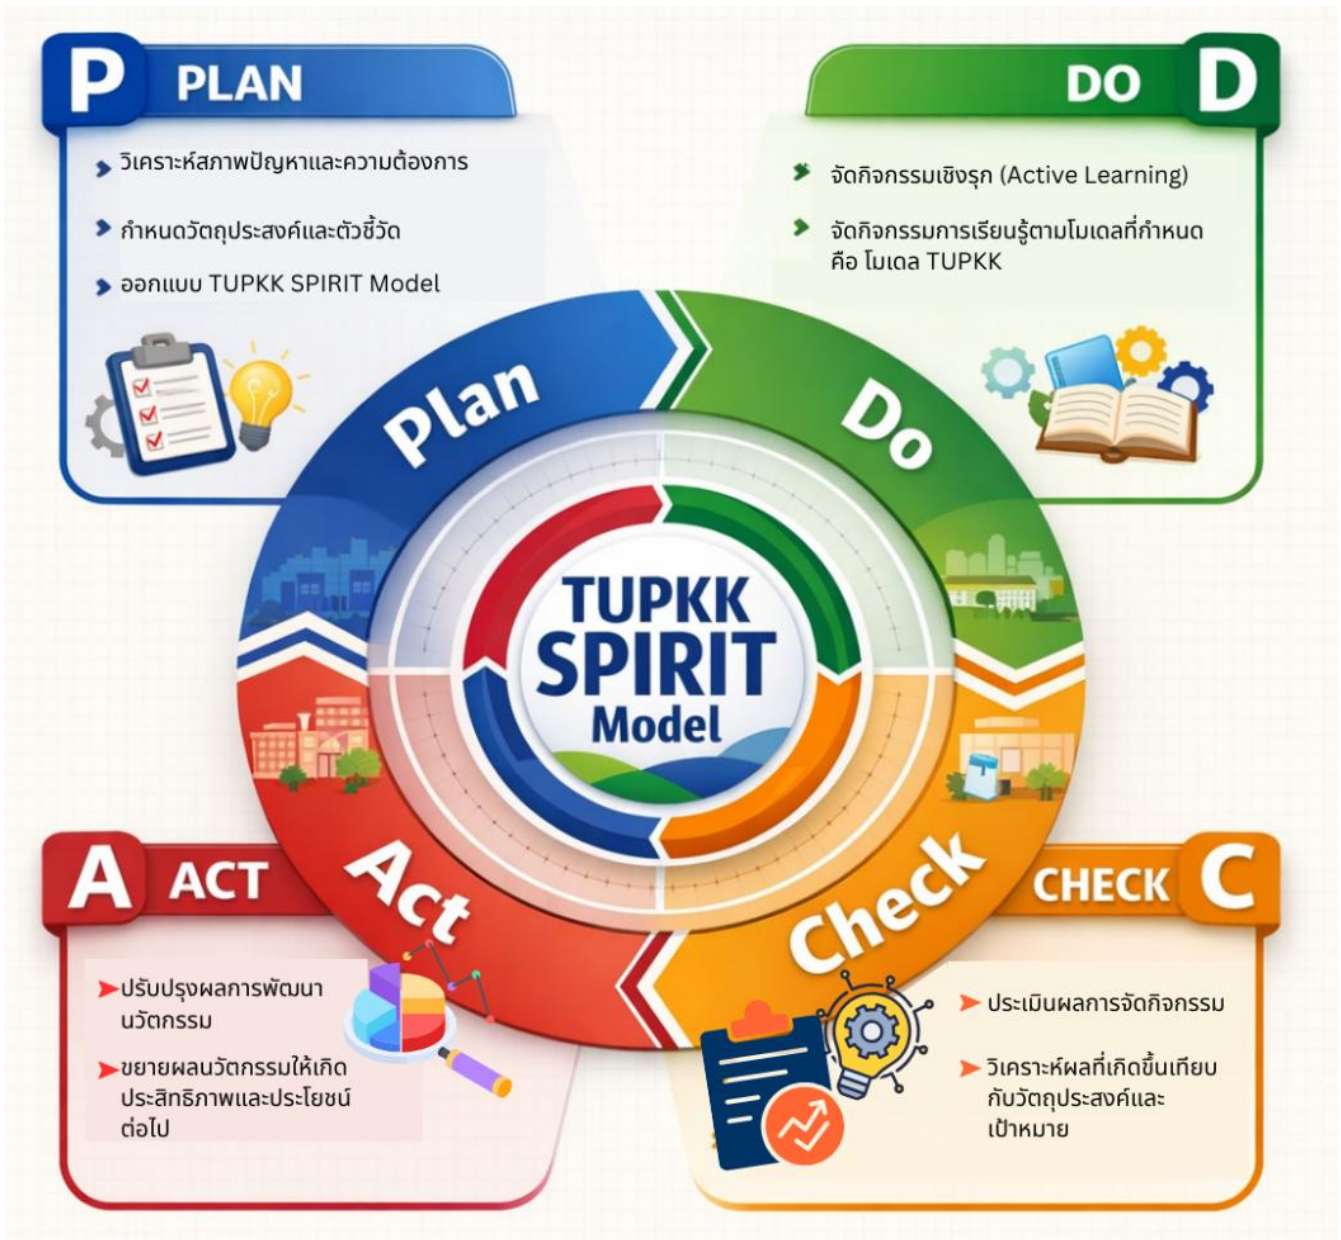 P PLAN
วิเคราะห์สภาพปัญหาและความต้องการ
กำหนดวัตถุประสงค์และตัวชี้วัด
ออกแบบ TUPKK SPIRIT Model
DO D
จัดกิจกรรมเชิงรุก (Active Learning)
จัดกิจกรรมการเรียนรู้ตามโมเดลที่กำหนด
คือ โมเดล TUPKK
Plan
Do
TUPKK
SPIRIT
Model
Act
Check
A ACT
ปรับปรุงผลการพัฒนา
นวัตกรรม
ขยายผลนวัตกรรมให้เกิด
ประสิทธิภาพและประโยชน์
ต่อไป
CHECK C
ประเมินผลการจัดกิจกรรม
วิเคราะห์ผลที่เกิดขึ้นเทียบ
กับวัตถุประสงค์และ
เป้าหมาย